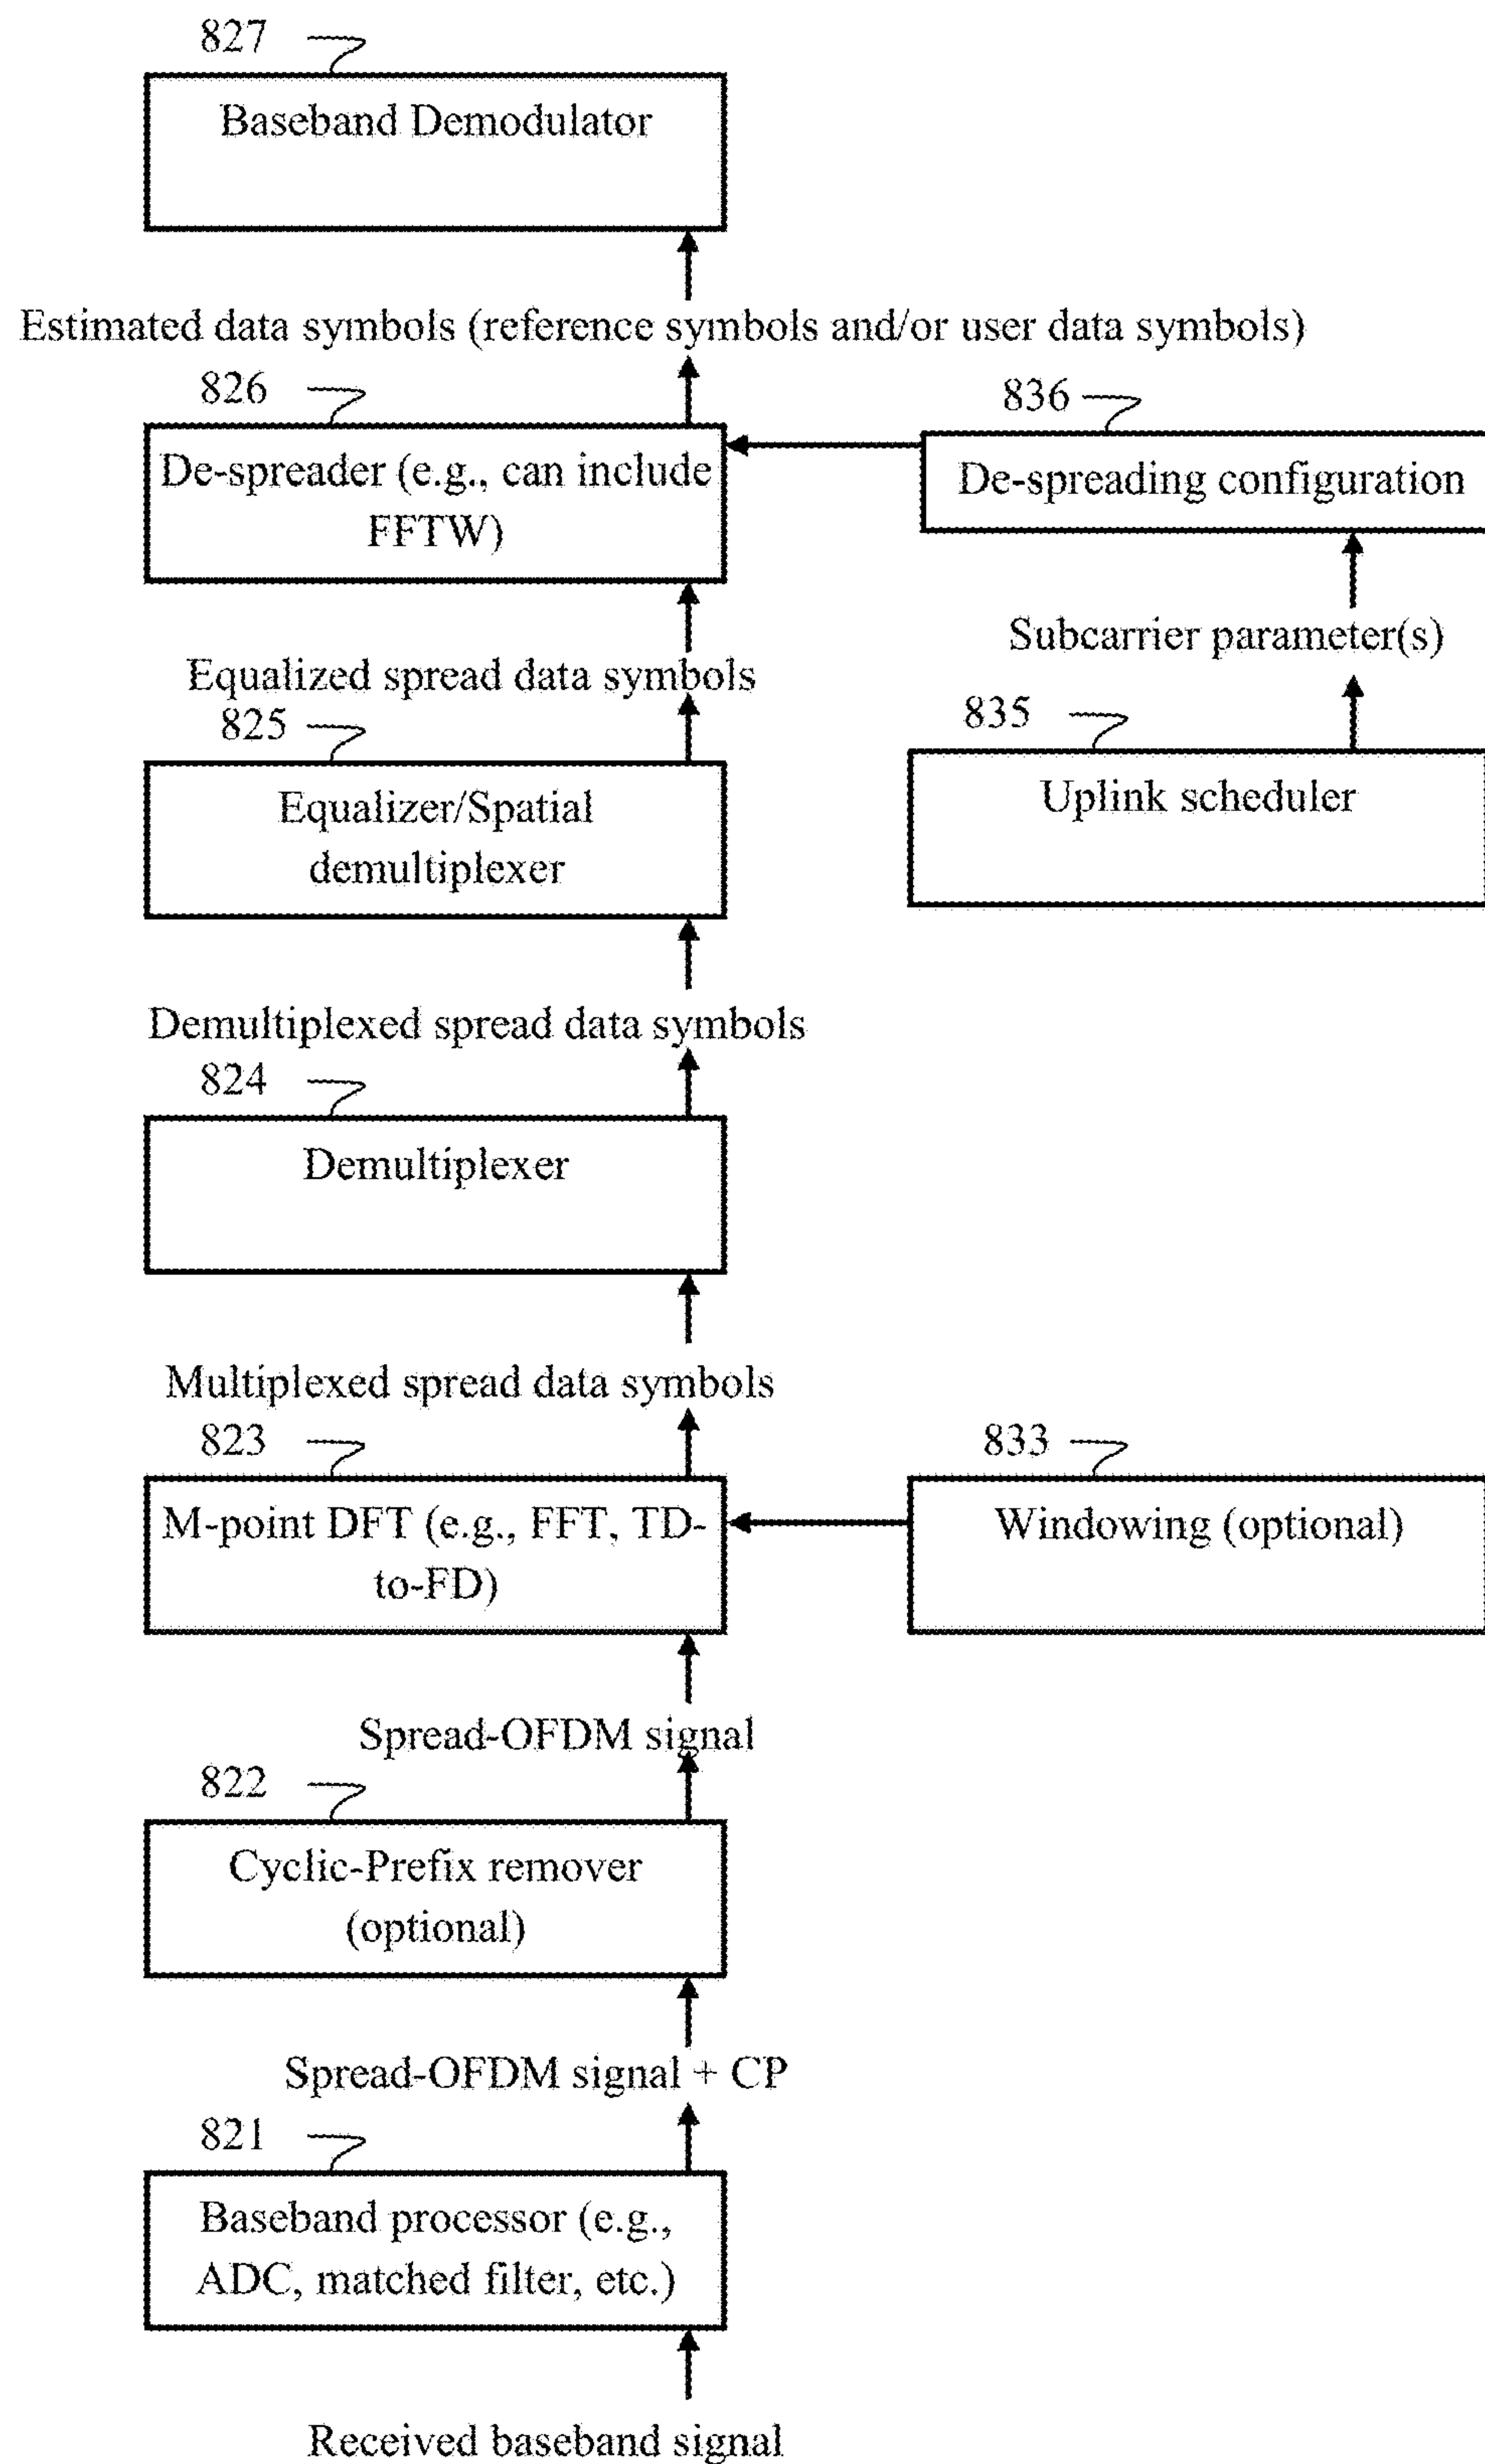 827
Baseband Demodulator
Estimated data symbols (reference symbols and/or user data symbols)
826
836
De-spreader (e.g., can include
FFTW)
De-spreading configuration
Subcarrier parameter(s)
Equalized spread data symbols
825
835
Equalizer/Spatial
demultiplexer
Uplink scheduler
Demultiplexed spread data symbols
824
Demultiplexer
Multiplexed spread data symbols
823
833
M-point DFT (e.g., FFT, TD-
to-FD)
Windowing (optional)
Spread-OFDM signal
822
Cyclic-Prefix remover
(optional)
Spread-OFDM signal + CP
821
Baseband processor (e.g.,
ADC, matched filter, etc.)
Received baseband signal